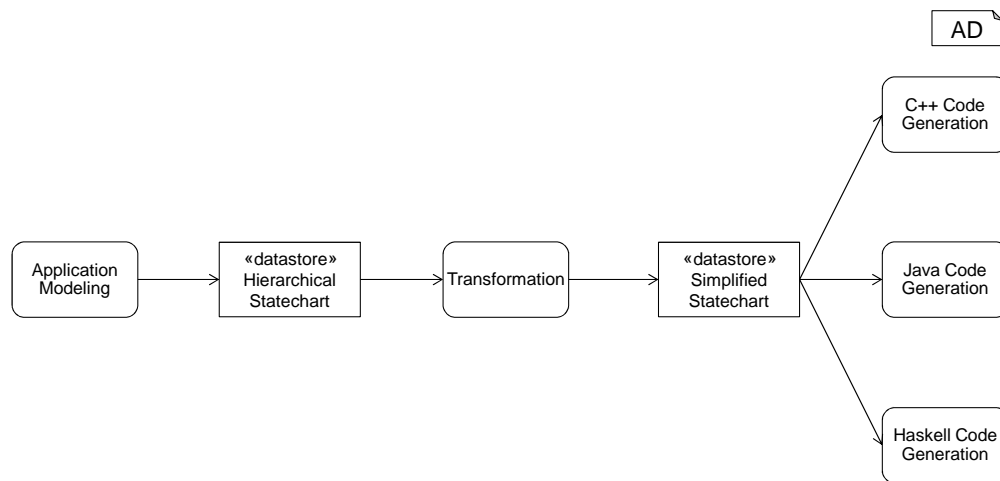 AD
C++ Code
Generation
Application
Modeling
«datastore»
Hierarchical
Statechart
Transformation
«datastore»
Simplified
Statechart
Java Code
Generation
Haskell Code
Generation